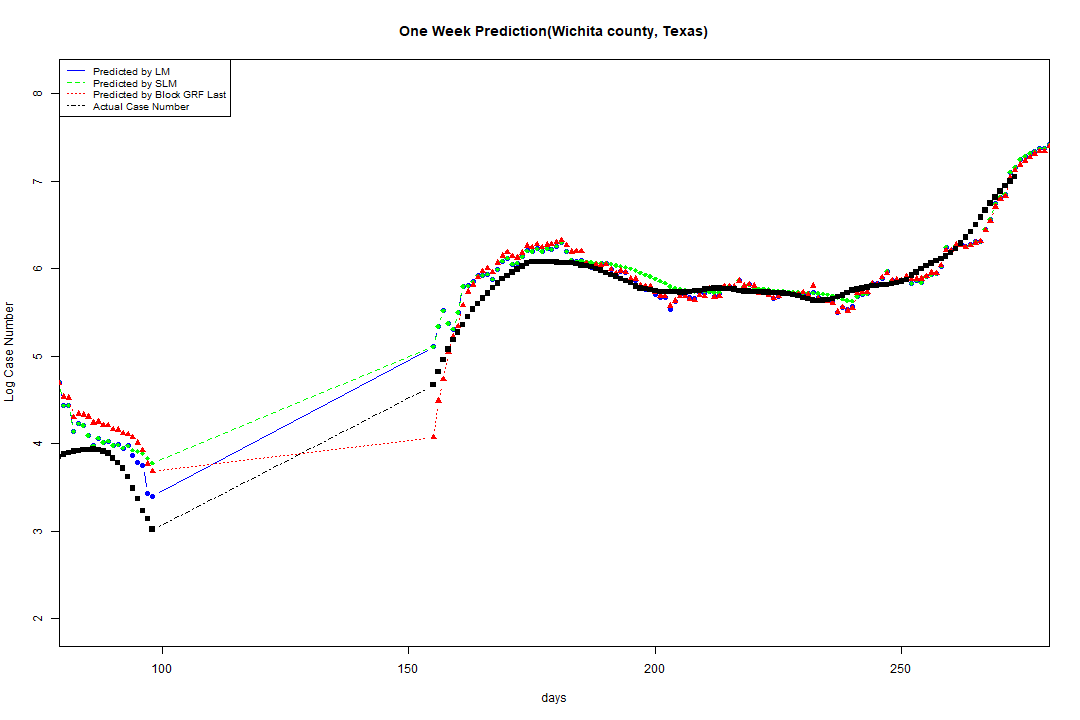 One Week Prediction(Wichita county, Texas)
Predicted by LM
Predicted by SLM
Predicted by Block GRF Last
Actual Case Number
8
7
6
5
4
3
2
Log Case Number
100 150 200 250
days